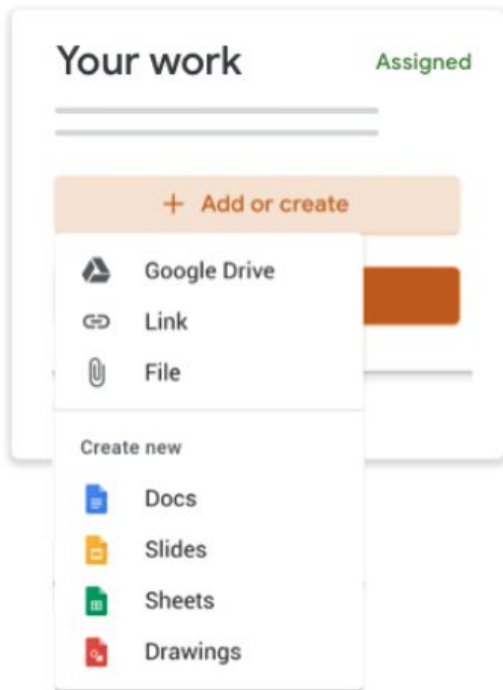 Your work
Assigned
+ Add or create
Google Drive
Link
File
Create new
Docs
Slides
Sheets
Drawings